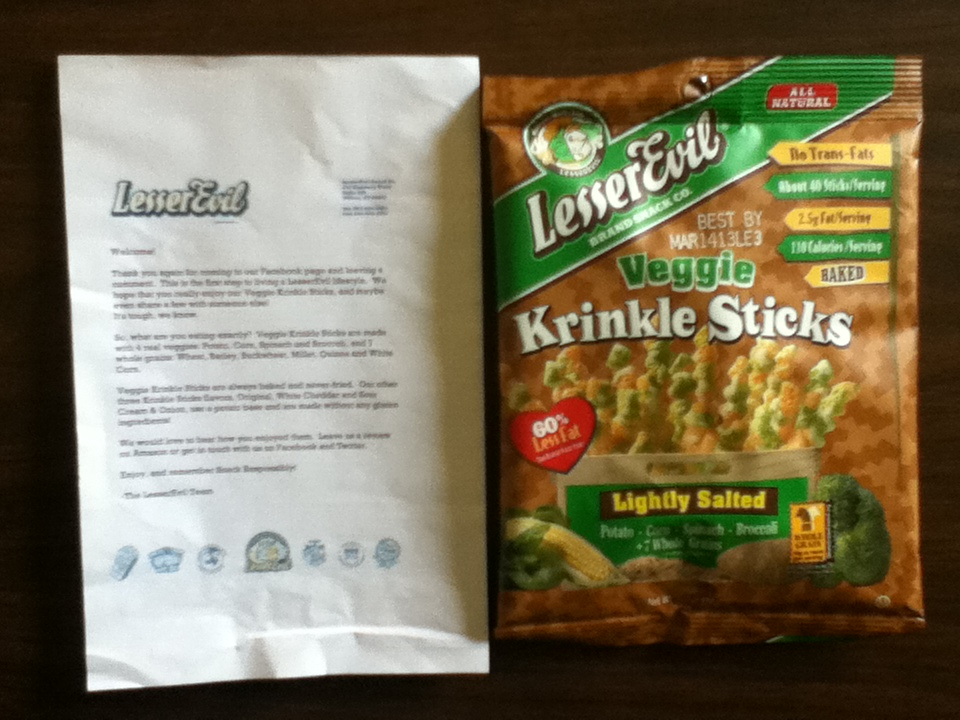 LesserEvil
Welcome!
Thank you again for coming to our Facebook page and leaving a
comment. This is the first step to living a LesserEvil lifestyle. We
hope that you really enjoy our Veggie Krinkle Sticks, and maybe
even share a few with someone else!
It's tough, we know.
So, what are you eating exactly? Veggie Krinkle Sticks are made
with 4 real veggies: Potato, Corn, Spinach and Broccoli, and 7
whole grains: Wheat, Barley, Buckwheat, Millet, Quinoa and White
Corn.
Veggie Krinkle Sticks are always baked and never fried. Our other
three Krinkle Sticks flavors, Original, White Cheddar and Sour
Cream & Onion, use a potato base and are made without any gluten
ingredients!
We would love to hear how you enjoyed them. Leave us a review
on Amazon or get in touch with us on Facebook and Twitter.
Enjoy, and remember Snack Responsibly!
-The LesserEvil Team
ALL
NATURAL
LesserEvil
BRAND SNACK CO.
No Trans-Fats
About 40 Sticks/Serving
2.5g Fat/Serving
110 Calories/Serving
BAKED
BEST BY
MAR1413LE3
Veggie
Krinkle Sticks
60%
Less Fat
Lightly Salted
Potato - Corn - Spinach - Broccoli
+7 Whole Grains
WHOLE
GRAIN
Net